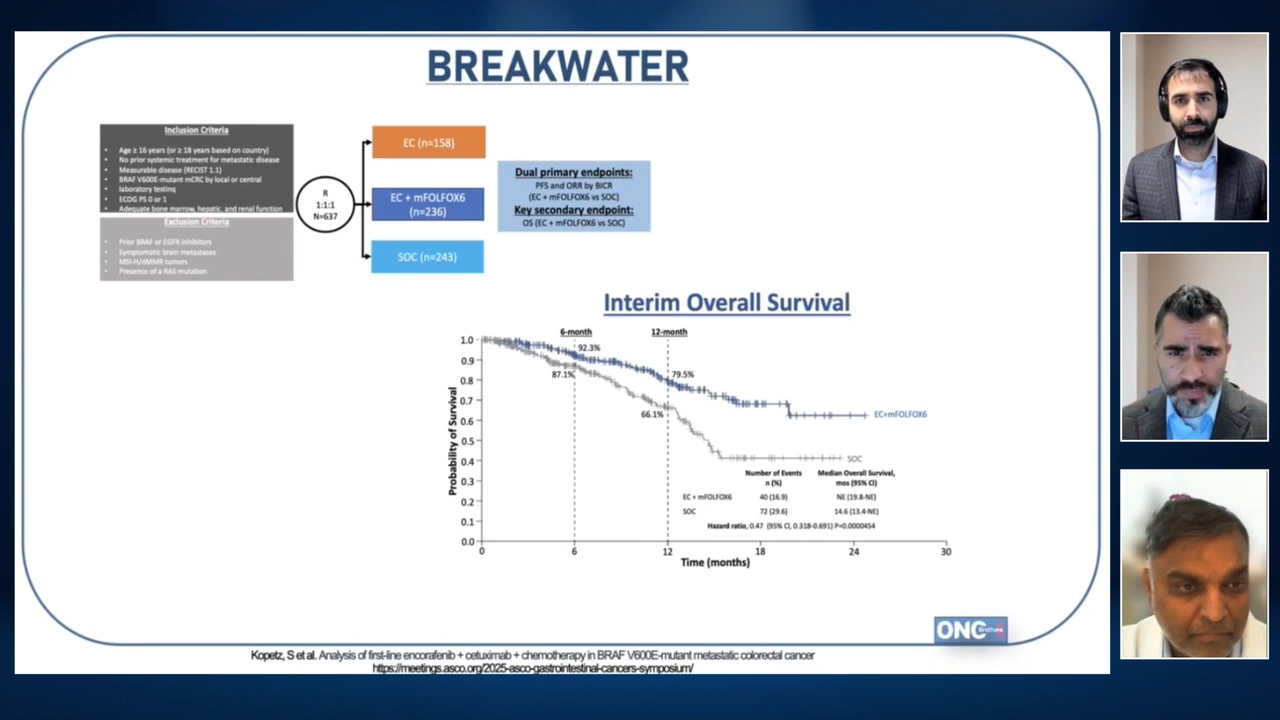 BREAKWATER
Inclusion Criteria
• Age ≥ 16 years (or ≥ 18 years based on country)
• No prior systemic treatment for metastatic disease
• Measurable disease (RECIST 1.1)
• BRAF V600E-mutant mCRC by local or central
• laboratory testing
• ECOG PS 0 or 1
• Adequate bone marrow, hepatic, and renal function
Exclusion Criteria
• Prior BRAF or EGFR inhibitors
• Symptomatic brain metastases
• MSI-H/dMMR tumors
• Presence of a RAS mutation
R
1:1:1
N=637
EC (n=158)
EC + mFOLFOX6
(n=236)
SOC (n=243)
Dual primary endpoints:
PFS and ORR by BICR
(EC + mFOLFOX6 vs SOC)
Key secondary endpoint:
OS (EC + mFOLFOX6 vs SOC)
Interim Overall Survival
6-month
12-month
92.3%
87.1%
79.5%
66.1%
EC+mFOLFOX6
SOC
Probability of Survival
1.0
0.9
0.8
0.7
0.6
0.5
0.4
0.3
0.2
0.1
0.0
0 6 12 18 24 30
Time (months)
Number of Events
n (%)
Median Overall Survival,
mos (95% CI)
EC + mFOLFOX6 40 (16.9) NE (19.8-NE)
SOC 72 (29.6) 14.6 (13.4-NE)
Hazard ratio, 0.47 (95% CI, 0.318-0.691) P=0.0000454
ONC Brothers
Kopetz, S et al. Analysis of first-line encorafenib + cetuximab + chemotherapy in BRAF V600E-mutant metastatic colorectal cancer
https://meetings.asco.org/2025-asco-gastrointestinal-cancers-symposium/